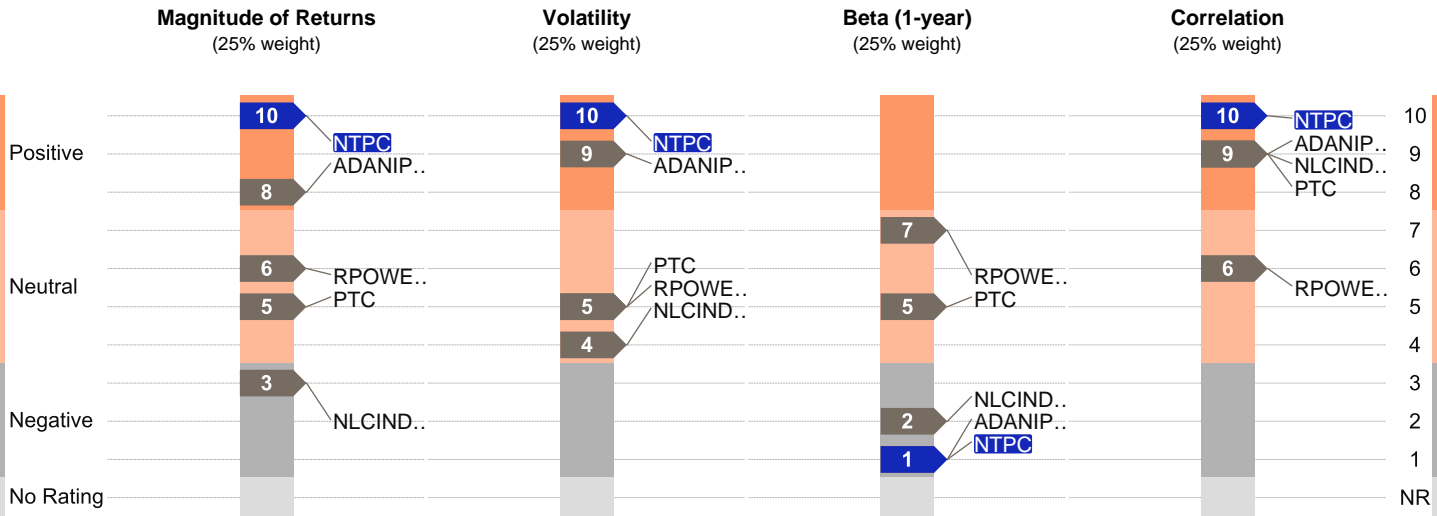 Magnitude of Returns
(25% weight)
Volatility
(25% weight)
Beta (1-year)
(25% weight)
Correlation
(25% weight)
Positive
Neutral
Negative
No Rating
10
NTPC
ADANIP..
8
6
RPOWE..
PTC
5
3
NLCIND..
10
NTPC
9
ADANIP..
PTC
RPOWE..
5
NLCIND..
4
7
RPOWE..
5
PTC
NLCIND..
2
ADANIP..
NTPC
1
10
NTPC
ADANIP..
9
NLCIND..
PTC
6
RPOWE..
10
9
8
7
6
5
4
3
2
1
NR